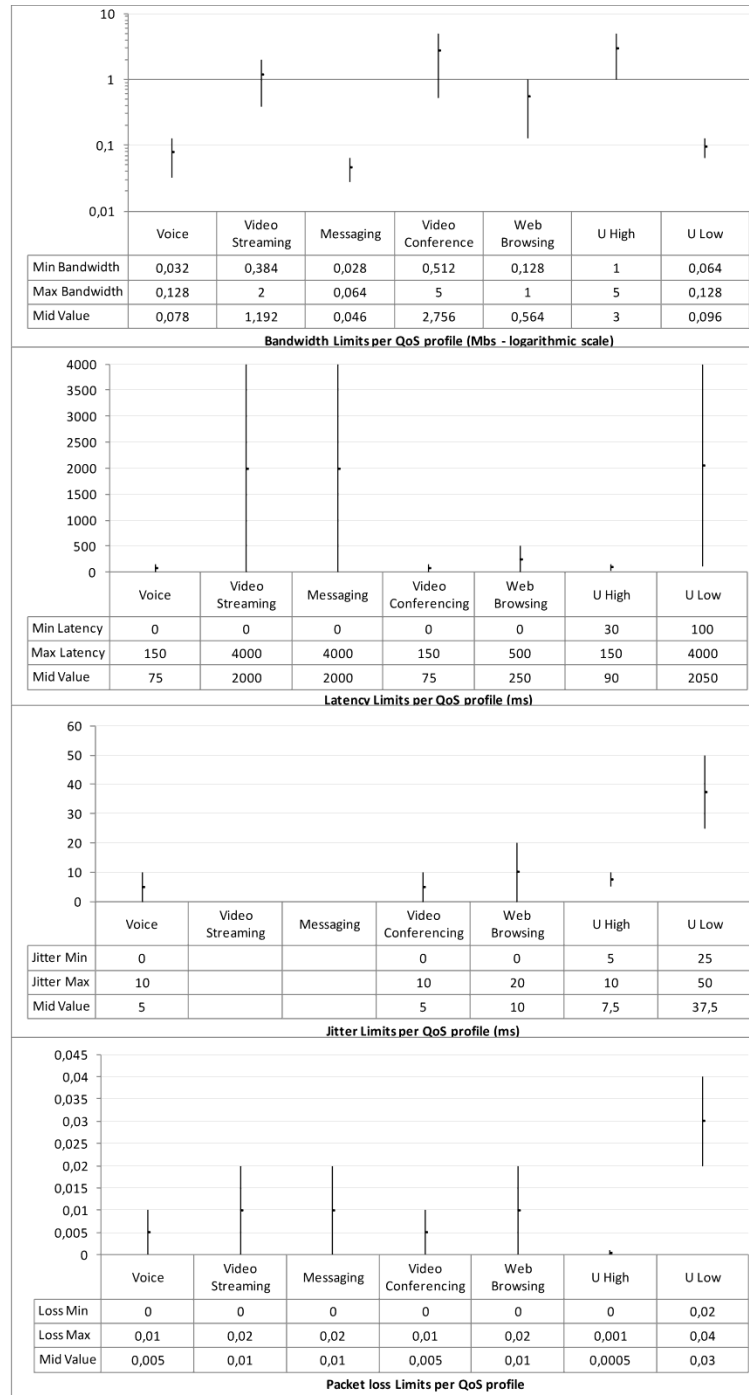 10
1
0,1
0,01
Voice Video Streaming Messaging Video Conference Web Browsing U High U Low
Min Bandwidth 0,032 0,384 0,028 0,512 0,128 1 0,064
Max Bandwidth 0,128 2 0,064 5 1 5 0,128
Mid Value 0,078 1,192 0,046 2,756 0,564 3 0,096
Bandwidth Limits per QoS profile (Mbs - logarithmic scale)
4000
3500
3000
2500
2000
1500
1000
500
0
Voice Video Streaming Messaging Video Conferencing Web Browsing U High U Low
Min Latency 0 0 0 0 0 30 100
Max Latency 150 4000 4000 150 500 150 4000
Mid Value 75 2000 2000 75 250 90 2050
Latency Limits per QoS profile (ms)
60
50
40
30
20
10
0
Voice Video Streaming Messaging Video Conferencing Web Browsing U High U Low
Jitter Min 0 0 0 5 25
Jitter Max 10 10 20 10 50
Mid Value 5 5 10 7,5 37,5
Jitter Limits per QoS profile (ms)
0,045
0,04
0,035
0,03
0,025
0,02
0,015
0,01
0,005
0
Voice Video Streaming Messaging Video Conferencing Web Browsing U High U Low
Loss Min 0 0 0 0 0 0 0,02
Loss Max 0,01 0,02 0,02 0,01 0,02 0,001 0,04
Mid Value 0,005 0,01 0,01 0,005 0,01 0,0005 0,03
Packet loss Limits per QoS profile